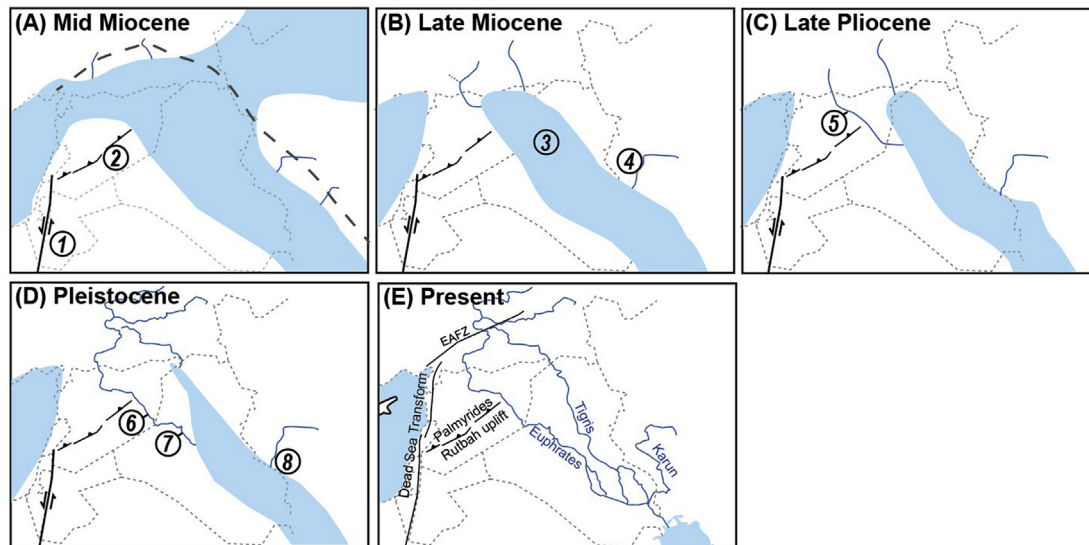 (A) Mid Miocene
2
1
(B) Late Miocene
3
4
(C) Late Pliocene
5
(D) Pleistocene
6
7
8
(E) Present
EAFZ
Dead Sea Transform
Palmyrides
Rutbah uplift
Tigris
Euphrates
Karun